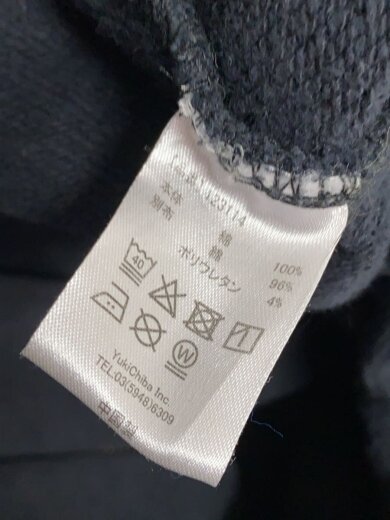 123114
本体 綿 100%
別布 綿 96%
ポリウレタン 4%
40
W
YukiChiba Inc.
TEL.03(5948)6309
中国製